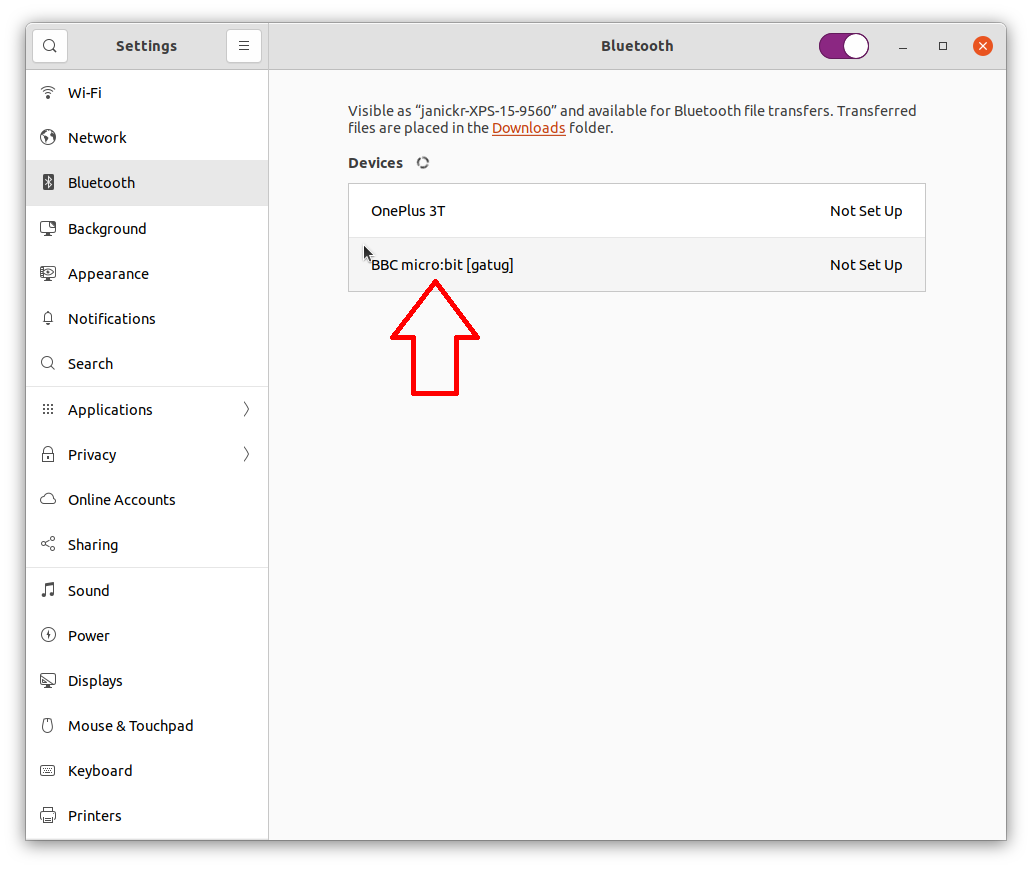 Settings
Bluetooth
Wi-Fi
Network
Bluetooth
Background
Appearance
Notifications
Search
Applications
Privacy
Online Accounts
Sharing
Sound
Power
Displays
Mouse & Touchpad
Keyboard
Printers
Visible as “janickr-XPS-15-9560” and available for Bluetooth file transfers. Transferred
files are placed in the Downloads folder.
Devices
OnePlus 3T Not Set Up
BBC micro:bit [gatug] Not Set Up